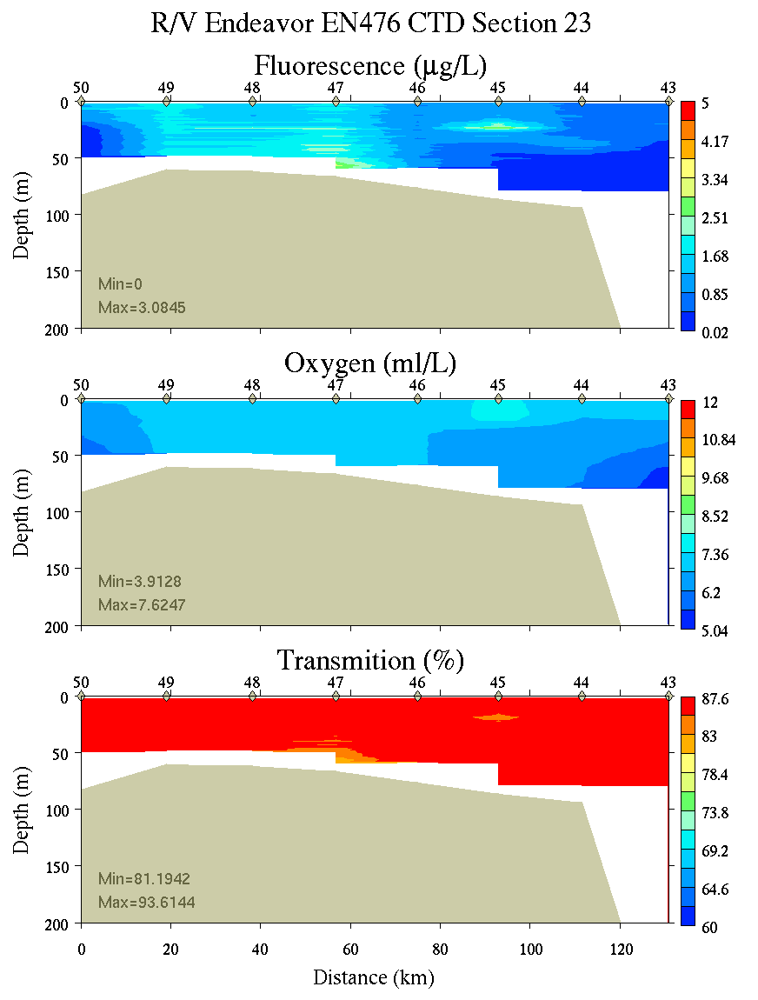 R/V Endeavor EN476 CTD Section 23
Fluorescence (µg/L)
50 49 48 47 46 45 44 43
0
50
100
150
200
Depth (m)
Min=0
Max=3.0845
5
4.17
3.34
2.51
1.68
0.85
0.02
Oxygen (ml/L)
50 49 48 47 46 45 44 43
0
50
100
150
200
Depth (m)
Min=3.9128
Max=7.6247
12
10.84
9.68
8.52
7.36
6.2
5.04
Transmition (%)
50 49 48 47 46 45 44 43
0
50
100
150
200
Depth (m)
Min=81.1942
Max=93.6144
87.6
83
78.4
73.8
69.2
64.6
60
0 20 40 60 80 100 120
Distance (km)